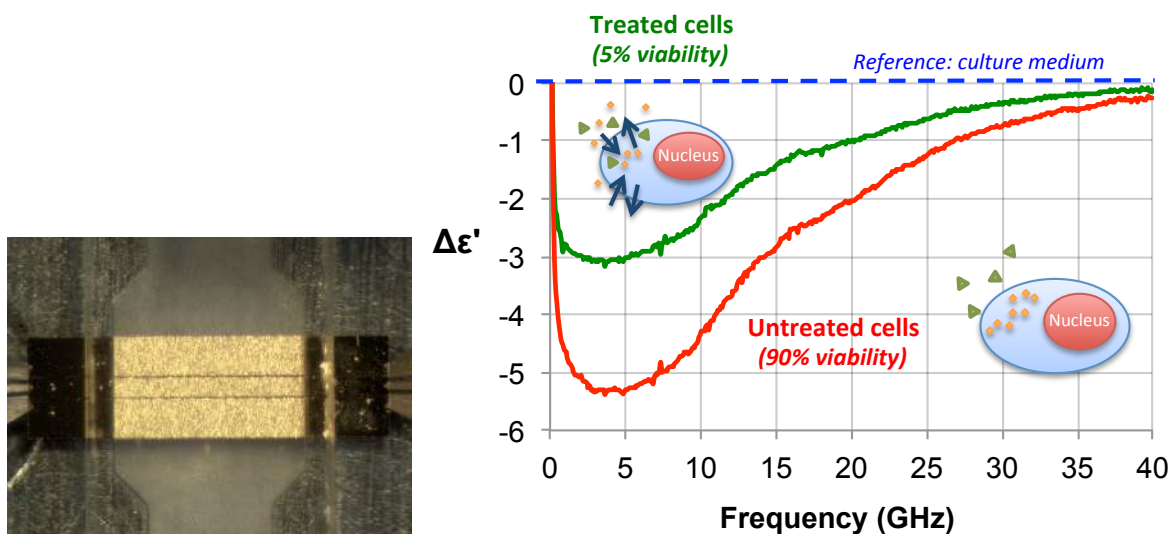 Treated cells
(5% viability)
Reference: culture medium
0
-1
-2
-3
-4
-5
-6
Δε'
Nucleus
Nucleus
Untreated cells
(90% viability)
0
5
10
15
20
25
30
35
40
Frequency (GHz)